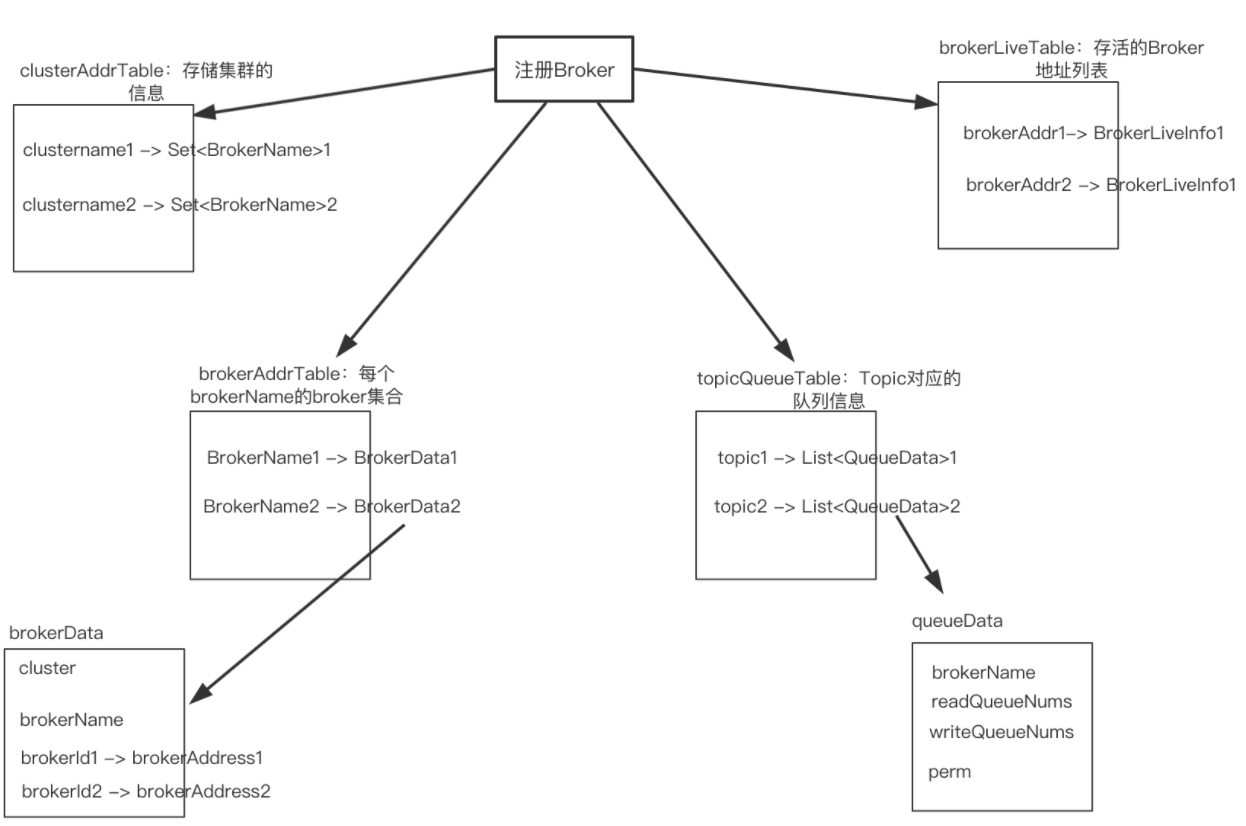 注册Broker
clusterAddrTable：存储集群的
信息
clustername1 -> Set<BrokerName>1
clustername2 -> Set<BrokerName>2
brokerLiveTable：存活的Broker
地址列表
brokerAddr1-> BrokerLiveInfo1
brokerAddr2 -> BrokerLiveInfo1
brokerAddrTable：每个
brokerName的broker集合
BrokerName1 -> BrokerData1
BrokerName2 -> BrokerData2
topicQueueTable：Topic对应的
队列信息
topic1 -> List<QueueData>1
topic2 -> List<QueueData>2
brokerData
cluster
brokerName
brokerId1 -> brokerAddress1
brokerId2 -> brokerAddress2
queueData
brokerName
readQueueNums
writeQueueNums
perm